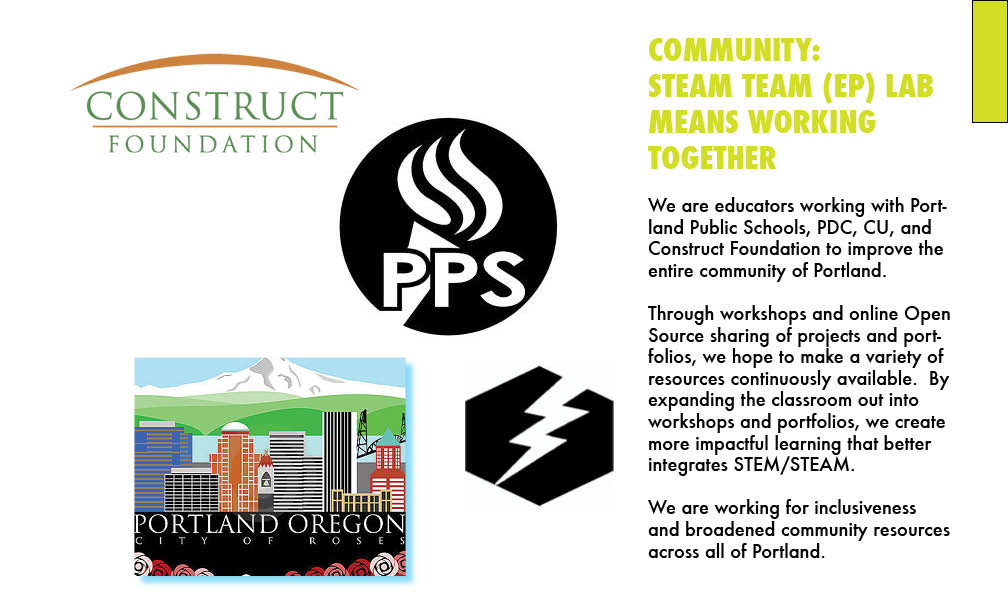 CONSTRUCT
FOUNDATION
PPS
PORTLAND OREGON
CITY OF ROSES
COMMUNITY:
STEAM TEAM (EP) LAB
MEANS WORKING
TOGETHER
We are educators working with Port-
land Public Schools, PDC, CU, and
Construct Foundation to improve the
entire community of Portland.
Through workshops and online Open
Source sharing of projects and port-
folios, we hope to make a variety of
resources continuously available.  By
expanding the classroom out into
workshops and portfolios, we create
more impactful learning that better
integrates STEM/STEAM.
We are working for inclusiveness
and broadened community resources
across all of Portland.